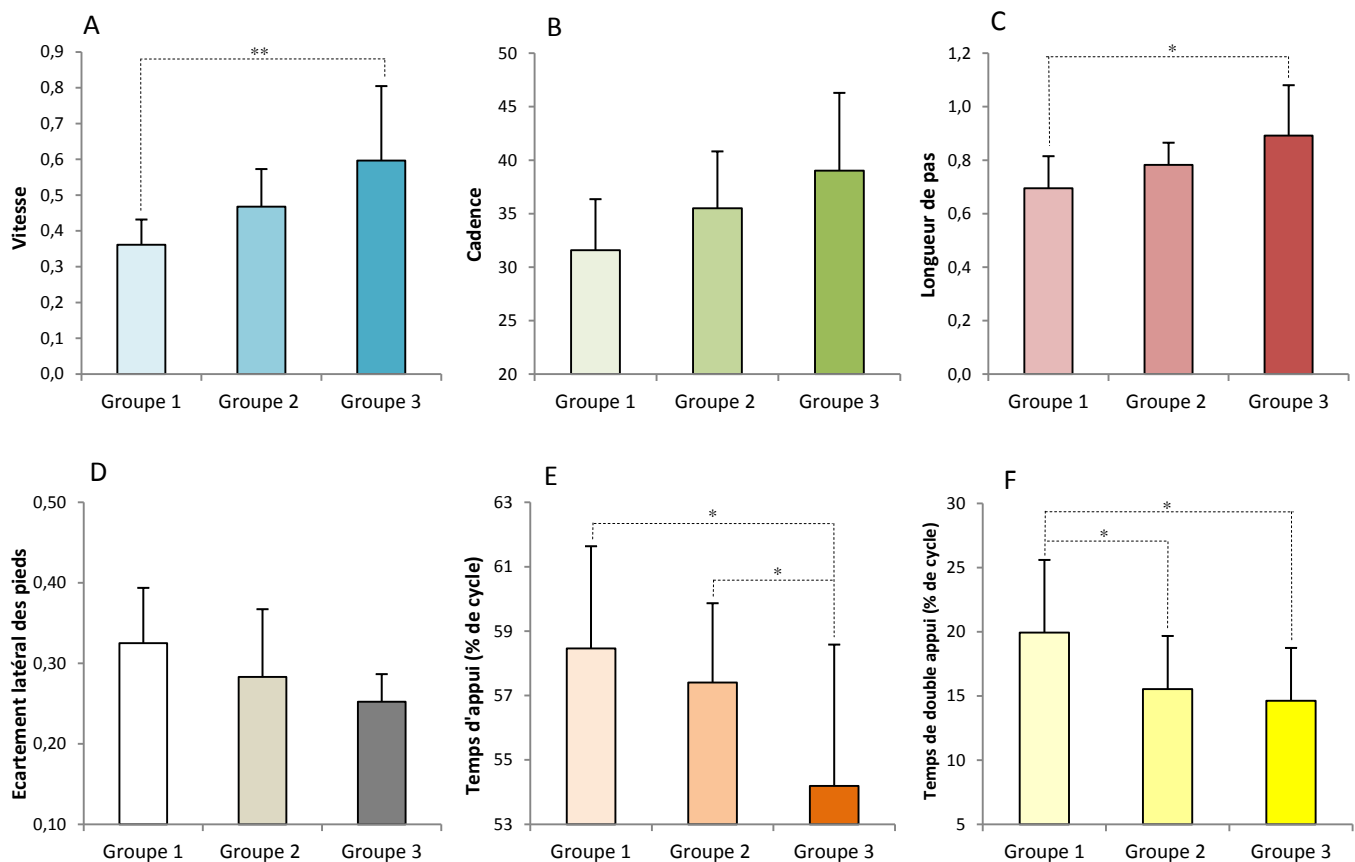 A
Vitesse
0,9
0,8
0,7
0,6
0,5
0,4
0,3
0,2
0,1
0,0
**
Groupe 1 Groupe 2 Groupe 3
B
Cadence
50
45
40
35
30
25
20
Groupe 1 Groupe 2 Groupe 3
C
Longueur de pas
1,2
1,0
0,8
0,6
0,4
0,2
0,0
*
Groupe 1 Groupe 2 Groupe 3
D
Ecartement latéral des pieds
0,50
0,40
0,30
0,20
0,10
Groupe 1 Groupe 2 Groupe 3
E
Temps d'appui (% de cycle)
63
61
59
57
55
53
*
*
Groupe 1 Groupe 2 Groupe 3
F
Temps de double appui (% de cycle)
30
25
20
15
10
5
*
*
Groupe 1 Groupe 2 Groupe 3